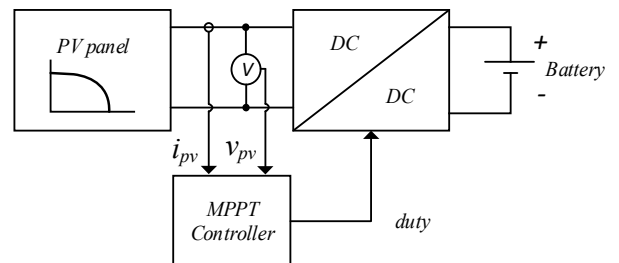 PV panel
V
DC
DC
+
Battery
-
i_pv
v_pv
MPPT
Controller
duty